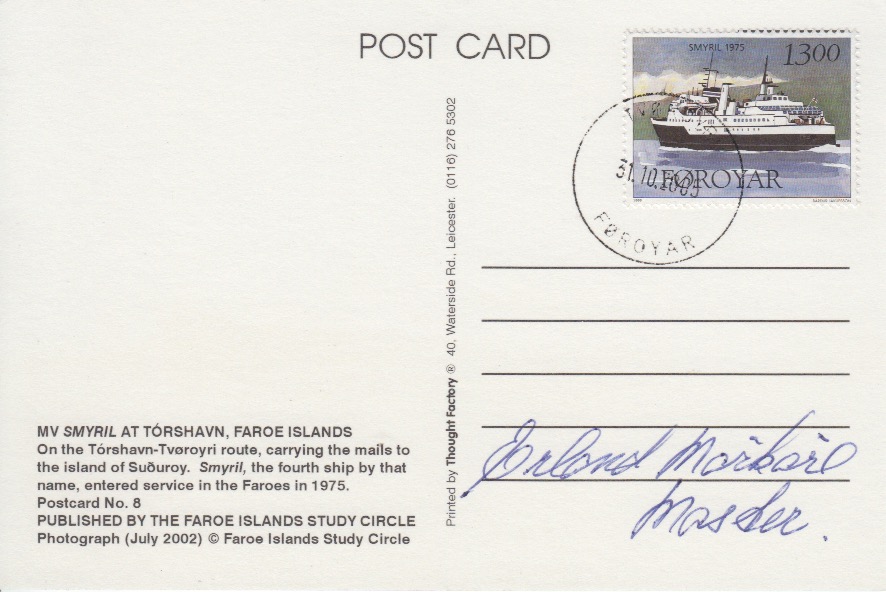 POST CARD
SMYRIL 1975
1300
FØROYAR
31.10.2005
FØROYAR
MV SMYRIL AT TÓRSHAVN, FAROE ISLANDS
On the Tórshavn-Tvøroyri route, carrying the mails to
the island of Suðuroy. Smyril, the fourth ship by that
name, entered service in the Faroes in 1975.
Postcard No. 8
PUBLISHED BY THE FAROE ISLANDS STUDY CIRCLE
Photograph (July 2002) © Faroe Islands Study Circle
Printed by Thought Factory ® 40, Waterside Rd., Leicester. (0116) 276 5302
Erlend
Master.